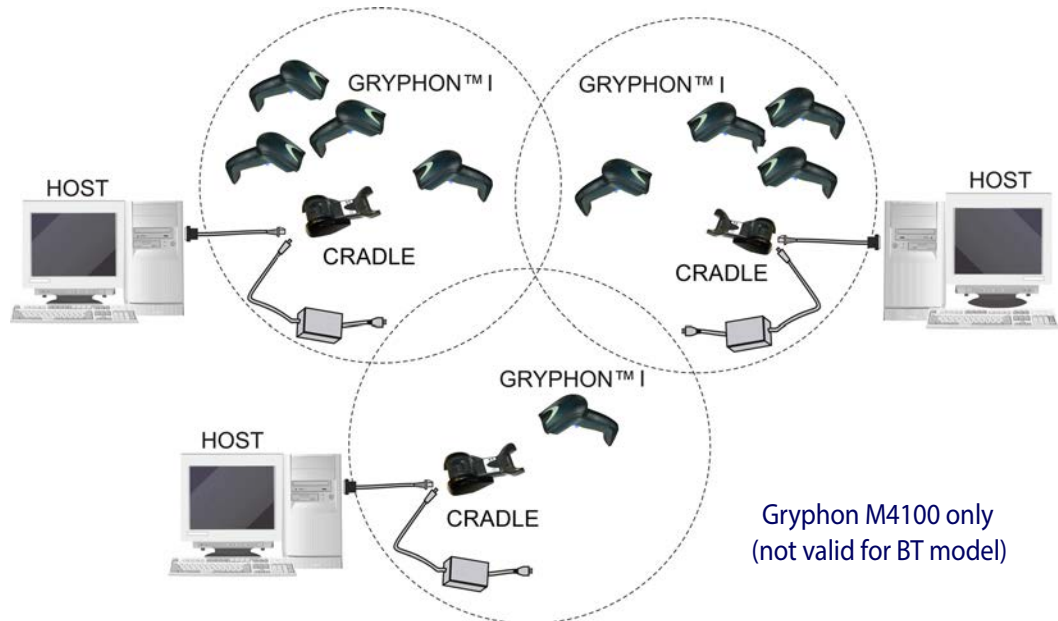 GRYPHON™ I
GRYPHON™ I
HOST
HOST
CRADLE
CRADLE
GRYPHON™ I
HOST
CRADLE
Gryphon M4100 only
(not valid for BT model)